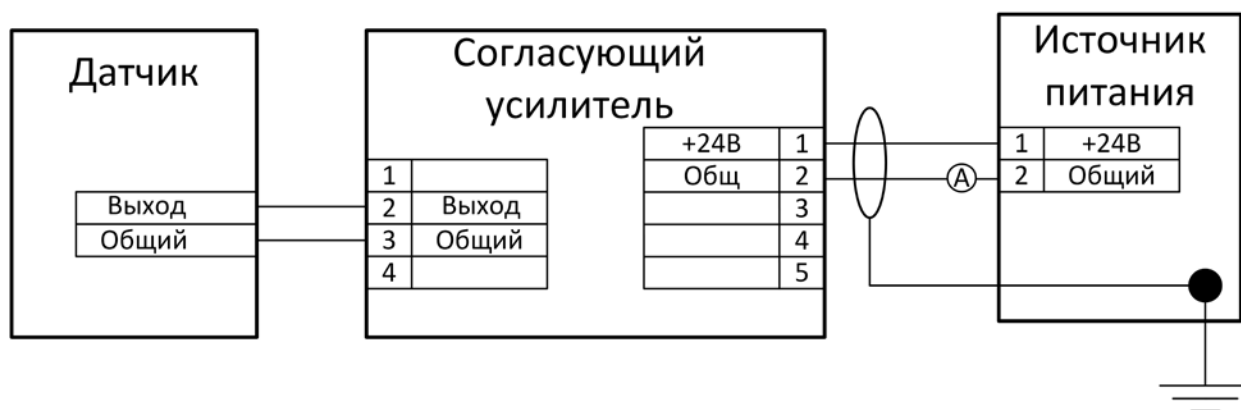 Датчик
Выход
Общий
Согласующий
усилитель
1
2 Выход
3 Общий
4
+24В 1
Общ 2
3
4
5
А
Источник
питания
1 +24В
2 Общий